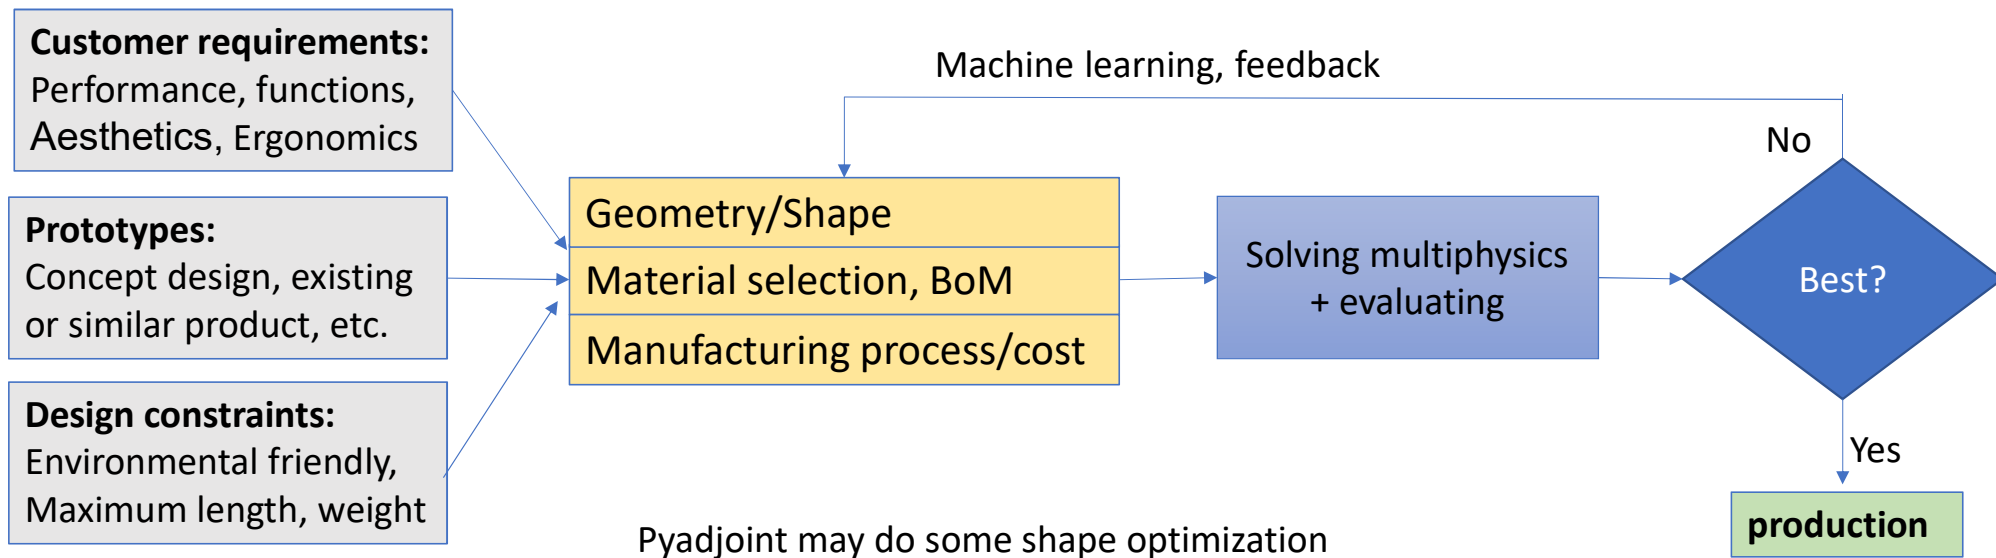 Customer requirements:
Performance, functions,
Aesthetics, Ergonomics
Prototypes:
Concept design, existing
or similar product, etc.
Design constraints:
Environmental friendly,
Maximum length, weight
Machine learning, feedback
Geometry/Shape
Material selection, BoM
Manufacturing process/cost
Solving multiphysics
+ evaluating
No
Best?
Yes
production
Pyadjoint may do some shape optimization